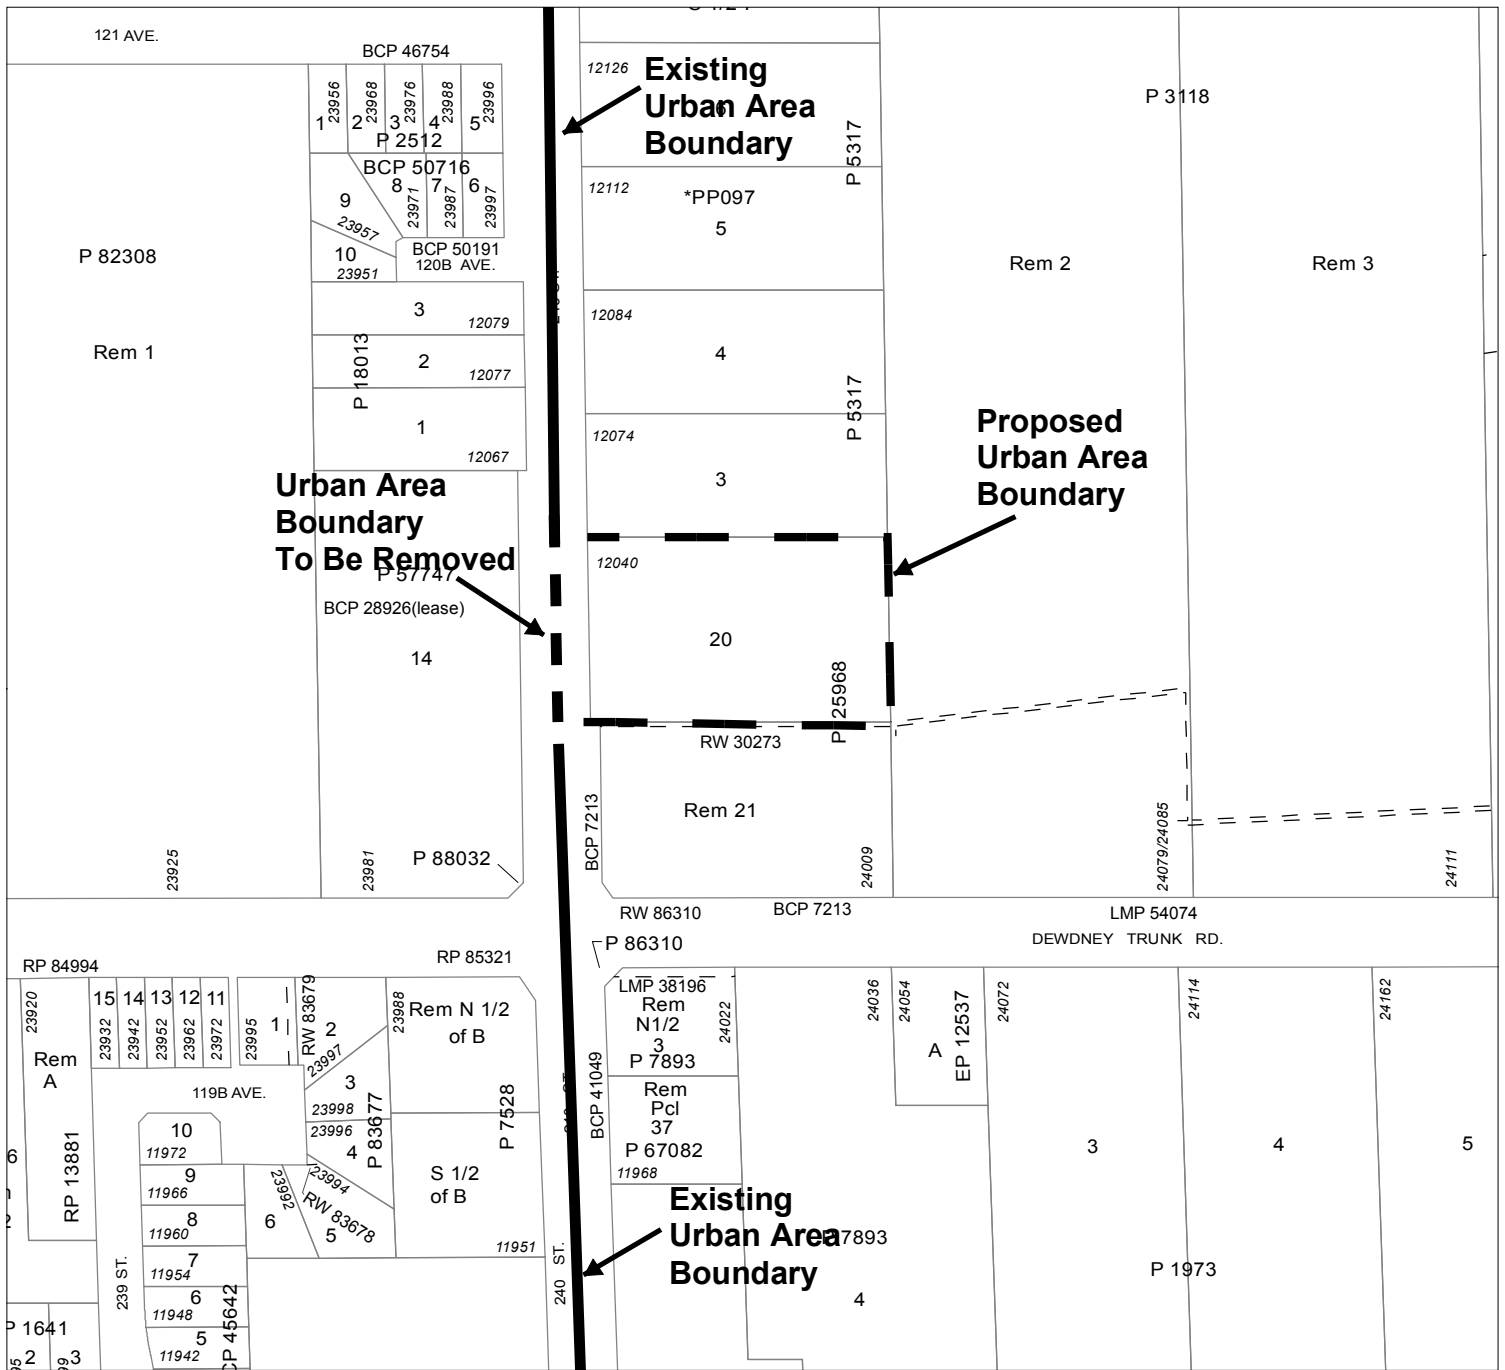 121 AVE.
BCP 46754
12126
Existing
Urban Area
Boundary
6
P 3118
23956
23968
23976
23988
23996
1
2
3
4
5
P 2512
P 5317
BCP 50716
8
7
6
9
23971
23987
23997
23957
12112
*PP097
5
P 82308
10
23951
BCP 50191
120B AVE.
Rem 2
Rem 3
3
12079
12084
4
Rem 1
P 18013
2
12077
P 5317
1
12067
12074
3
Proposed
Urban Area
Boundary
Urban Area
Boundary
To Be Removed
P 57747
BCP 28926(lease)
14
12040
20
P 25968
RW 30273
Rem 21
BCP 7213
23925
23981
P 88032
24009
24079/24085
24111
RW 86310
BCP 7213
LMP 54074
P 86310
DEWDNEY TRUNK RD.
RP 84994
RP 85321
23920
15
14
13
12
11
23932
23942
23952
23962
23972
23995
1
RW 83679
2
23997
23988
Rem N 1/2
of B
LMP 38196
Rem
N1/2
3
P 7893
24022
24036
24054
24072
24114
24162
A
EP 12537
Rem
A
119B AVE.
3
23998
P 83677
P 7528
BCP 41049
Rem
Pcl
37
P 67082
11968
10
11972
23996
4
RP 13881
6
9
11966
23992
23994
RW 83678
S 1/2
of B
3
4
5
8
11960
6
5
11951
Existing
Urban Area
Boundary
7893
7
11954
239 ST.
240 ST.
P 1973
6
11948
4
5
11942
CP 45642
P 1641
2
3